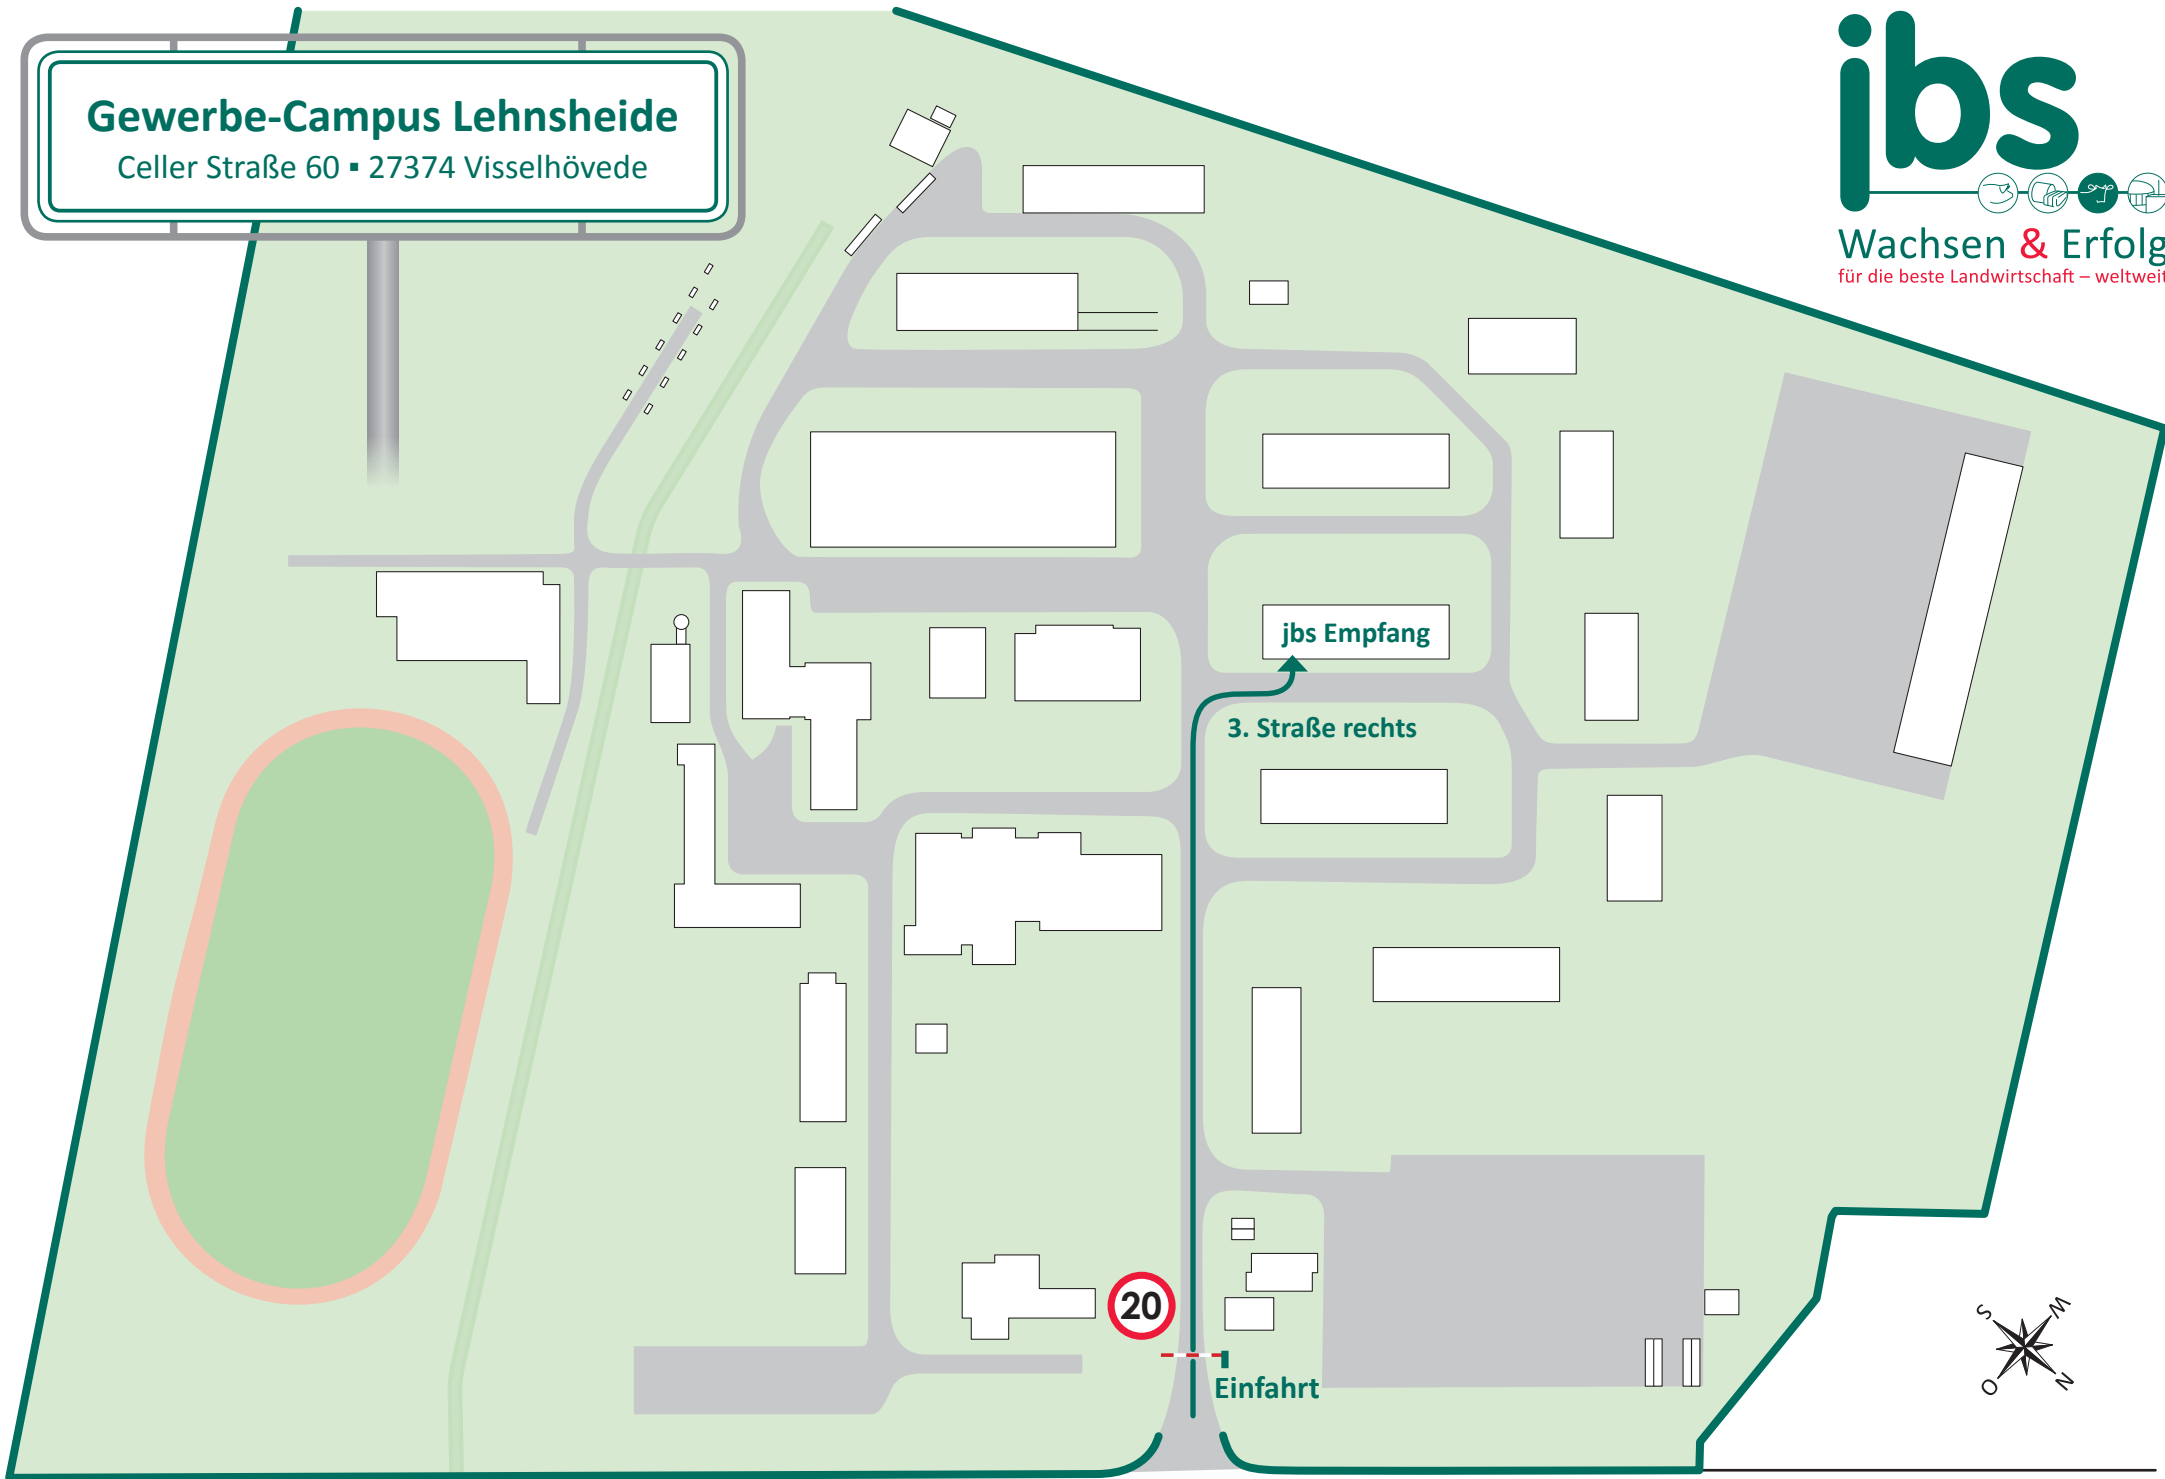 Gewerbe-Campus Lehnsheide
Celler Straße 60 ▪ 27374 Visselhövede
jbs
Wachsen & Erfolg
für die beste Landwirtschaft – weltweit
jbs Empfang
3. Straße rechts
20
Einfahrt
S
W
O
N